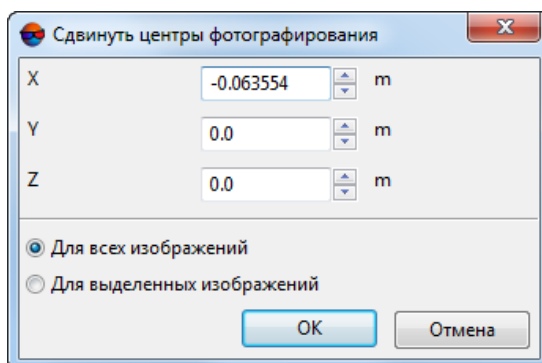 Сдвинуть центры фотографирования
X -0.063554 m
Y 0.0 m
Z 0.0 m
Для всех изображений
Для выделенных изображений
OK Отмена